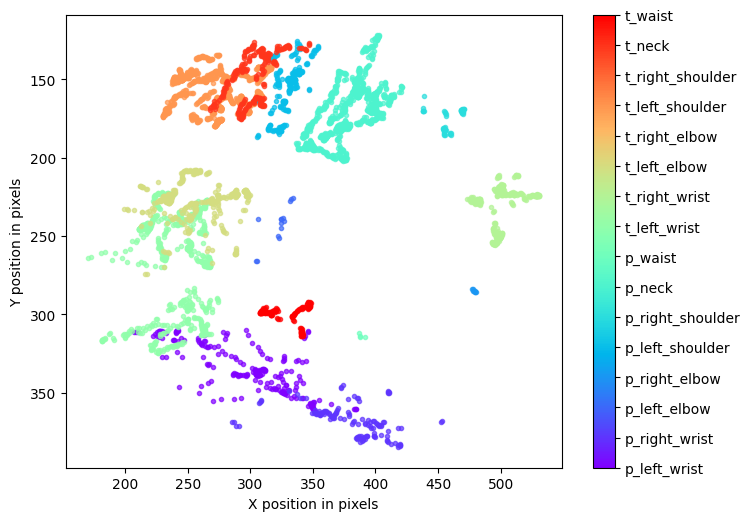 150
200
250
300
350
200
250
300
350
400
450
500
X position in pixels
Y position in pixels
t_waist
t_neck
t_right_shoulder
t_left_shoulder
t_right_elbow
t_left_elbow
t_right_wrist
t_left_wrist
p_waist
p_neck
p_right_shoulder
p_left_shoulder
p_right_elbow
p_left_elbow
p_right_wrist
p_left_wrist